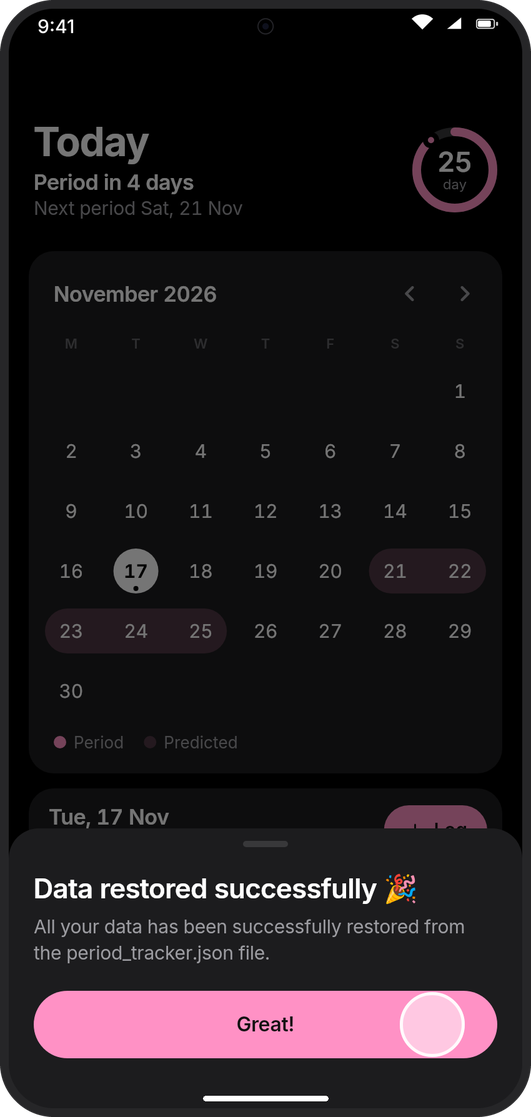 9:41
Today
Period in 4 days
Next period Sat, 21 Nov
25
day
November 2026
M T W T F S S
1
2 3 4 5 6 7 8
9 10 11 12 13 14 15
16 17 18 19 20 21 22
23 24 25 26 27 28 29
30
Period Predicted
Tue, 17 Nov
+ Log
Data restored successfully 🎉
All your data has been successfully restored from
the period_tracker.json file.
Great!